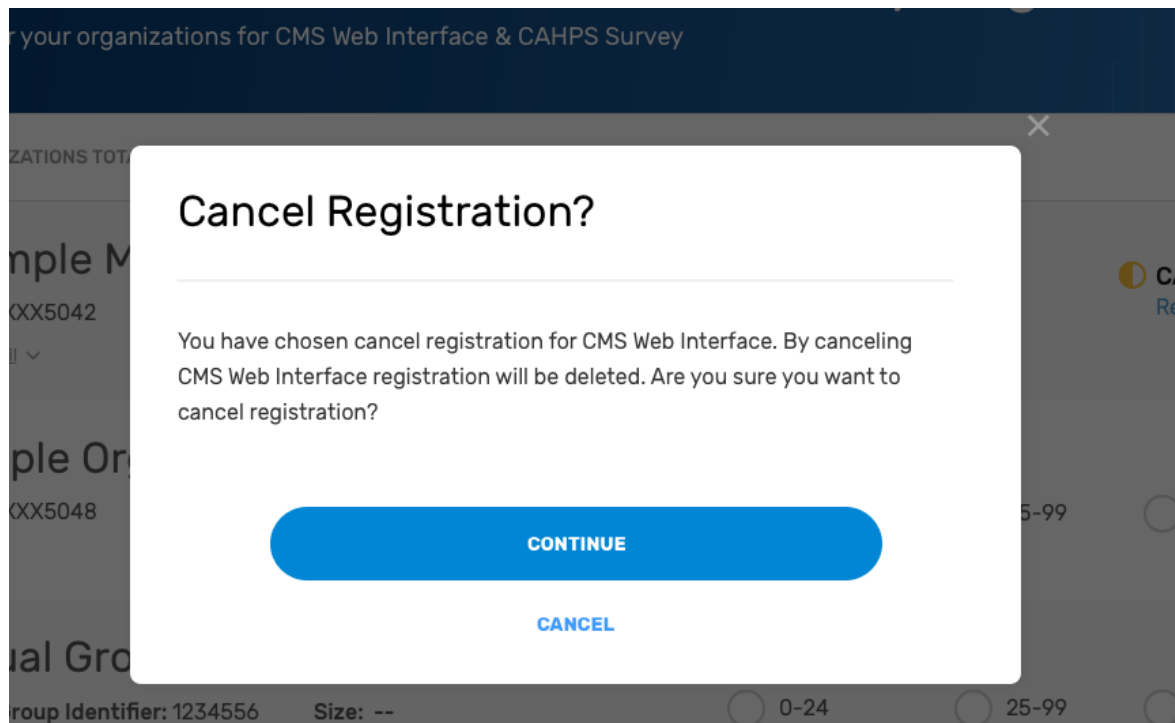 your organizations for CMS Web Interface & CAHPS Survey
ZATIONS TOT
Cancel Registration?
mple M
XXX5042
You have chosen cancel registration for CMS Web Interface. By canceling
CMS Web Interface registration will be deleted. Are you sure you want to
cancel registration?
ple Or
XXX5048
5-99
CONTINUE
CANCEL
ual Gro
Group Identifier: 1234556 Size: -- 0-24 25-99